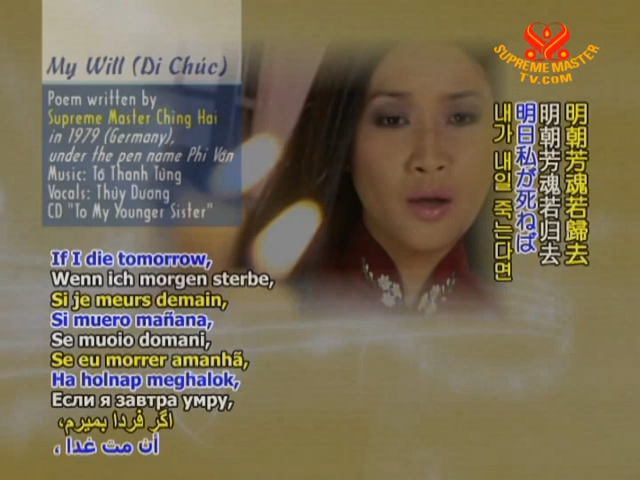 SUPREME MASTER
TV.COM
My Will (Di Chúc)
Poem written by
Supreme Master Ching Hai
in 1979 (Germany),
under the pen name Phi Vân
Music: Tô Thanh Tùng
Vocals: Thùy Dương
CD "To My Younger Sister"
明朝芳魂若歸去
明朝芳魂若归去
明日私が死ねば
내가 내일 죽는다면
If I die tomorrow,
Wenn ich morgen sterbe,
Si je meurs demain,
Si muero mañana,
Se muoio domani,
Se eu morrer amanhã,
Ha holnap meghalok,
Если я завтра умру,
اگر فردا بمیرم،
أن مت غدا ،